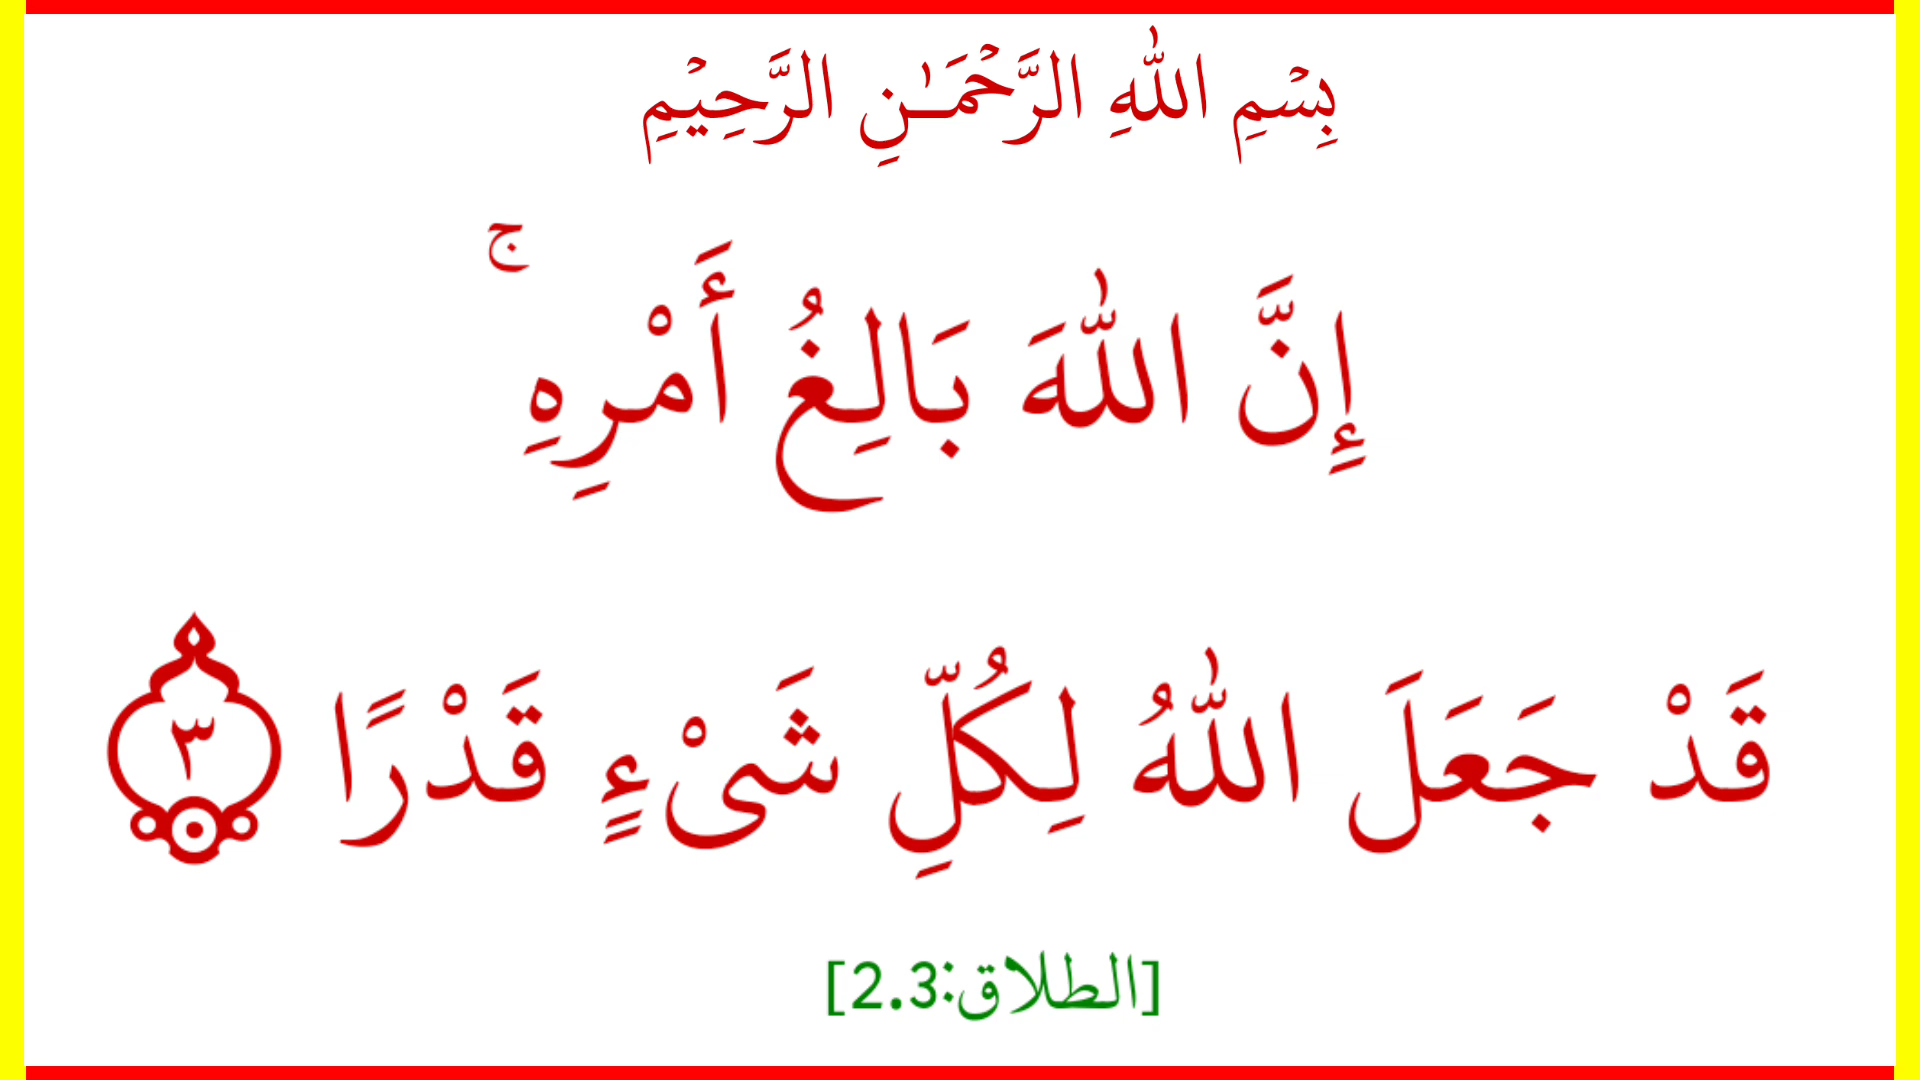 بِسْمِ اللّٰهِ الرَّحْمَـٰنِ الرَّحِيْمِ
إِنَّ اللّٰهَ بَالِغُ أَمْرِهِ ۚ
قَدْ جَعَلَ اللّٰهُ لِكُلِّ شَىْءٍ قَدْرًا ٣
[الطلاق:2.3]